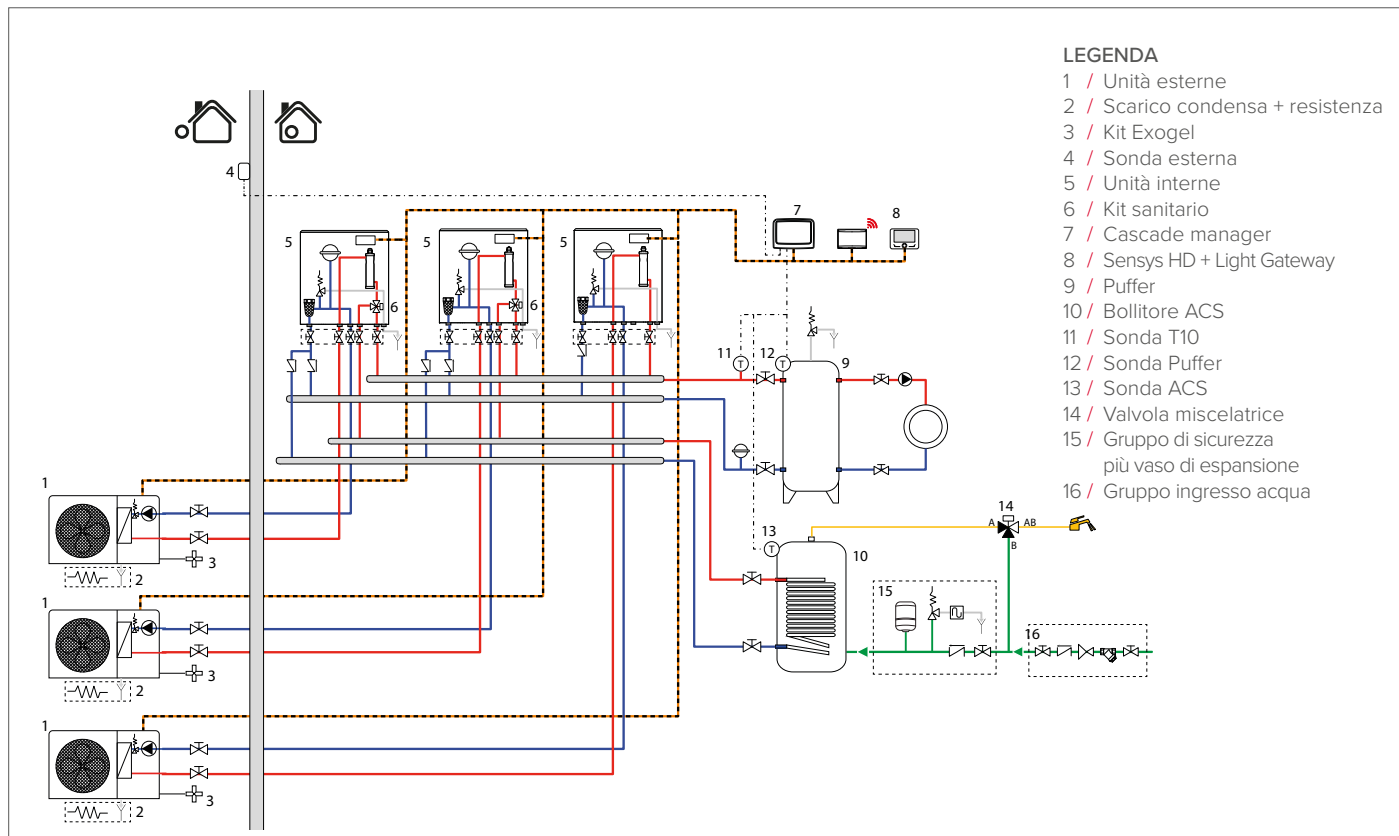 LEGENDA
1 / Unità esterne
2 / Scarico condensa + resistenza
3 / Kit Exogel
4 / Sonda esterna
5 / Unità interne
6 / Kit sanitario
7 / Cascade manager
8 / Sensys HD + Light Gateway
9 / Puffer
10 / Bollitore ACS
11 / Sonda T10
12 / Sonda Puffer
13 / Sonda ACS
14 / Valvola miscelatrice
15 / Gruppo di sicurezza
più vaso di espansione
16 / Gruppo ingresso acqua
4
5
6
5
6
5
7
8
11
T
12
T
9
1
3
2
1
3
2
1
3
2
13
T
10
14
A
AB
B
15
16